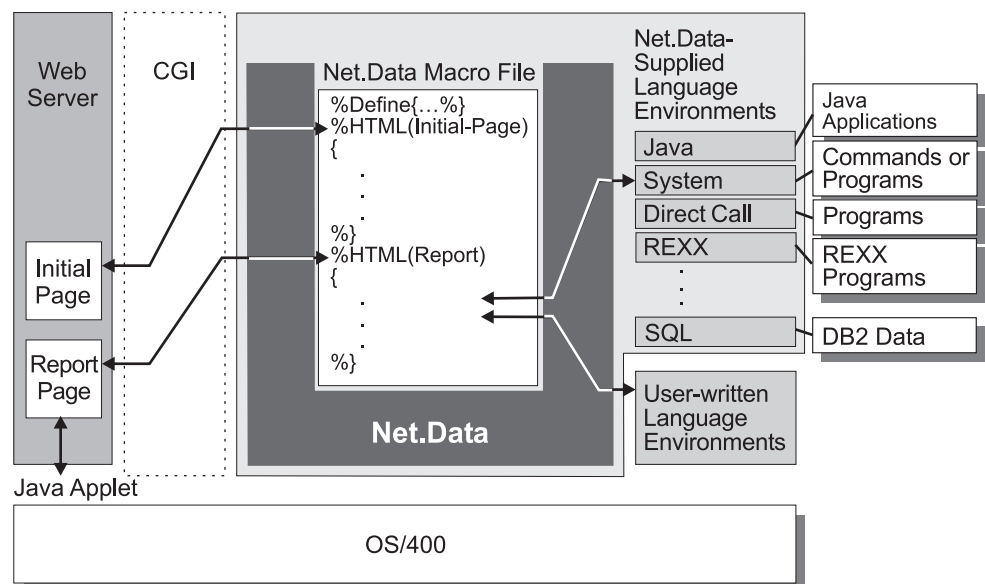 Web
Server
CGI
Net.Data Macro File
%Define{...%}
%HTML(Initial-Page)
{
.
.
.
%}
%HTML(Report)
{
.
.
.
%}
Net.Data
Initial
Page
Report
Page
Java Applet
Net.Data-
Supplied
Language
Environments
Java
System
Direct Call
REXX
.
.
.
SQL
User-written
Language
Environments
Java
Applications
Commands or
Programs
Programs
REXX
Programs
DB2 Data
OS/400